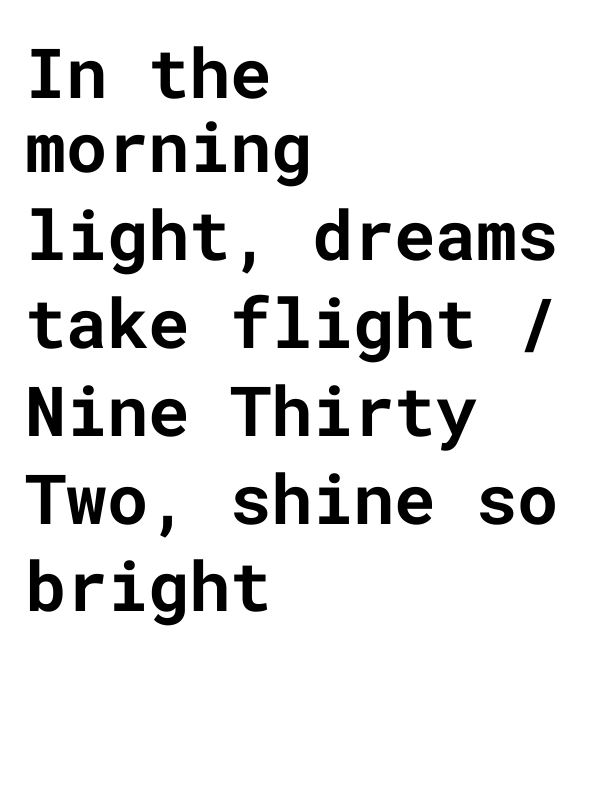 In the
morning
light, dreams
take flight /
Nine Thirty
Two, shine so
bright